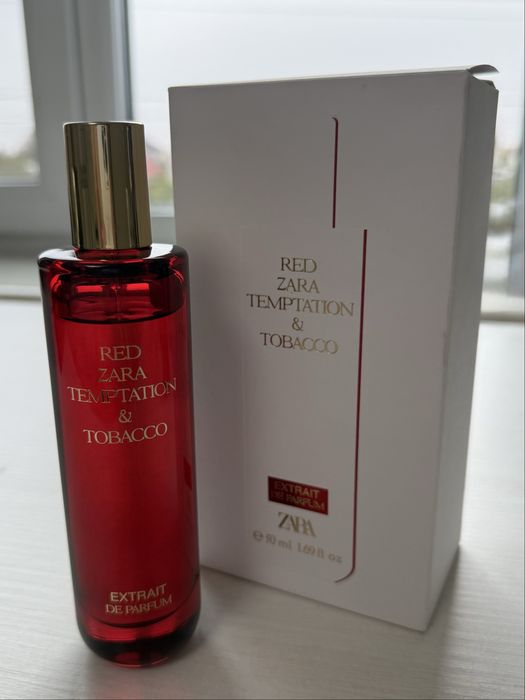 RED
ZARA
TEMPTATION
&
TOBACCO
EXTRAIT
DE PARFUM
RED
ZARA
TEMPTATION
&
TOBACCO
EXTRAIT
DE PARFUM
ZARA
℮ 50 ml 1.69 fl oz